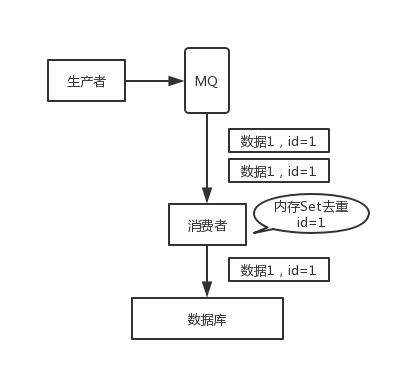 生产者
MQ
数据1，id=1
数据1，id=1
内存Set去重
id=1
消费者
数据1，id=1
数据库